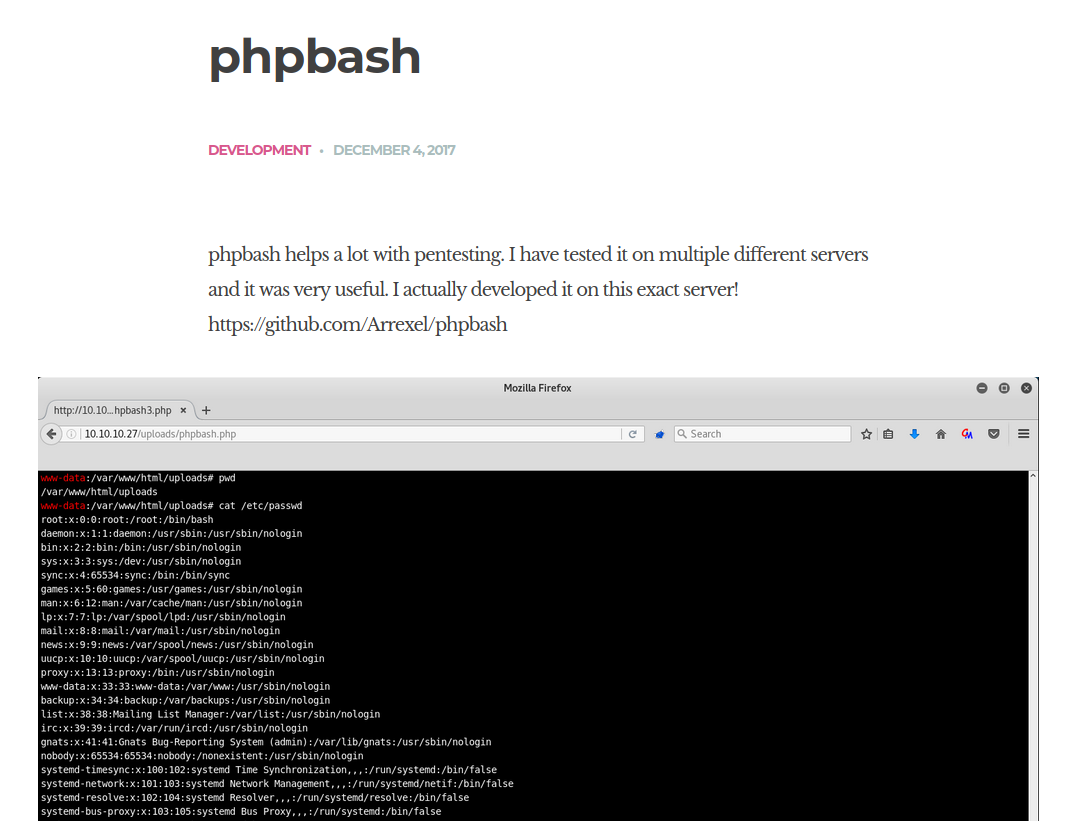 phpbash
DEVELOPMENT • DECEMBER 4, 2017
phpbash helps a lot with pentesting. I have tested it on multiple different servers
and it was very useful. I actually developed it on this exact server!
https://github.com/Arrexel/phpbash
Mozilla Firefox
http://10.10...hpbash3.php
10.10.10.27/uploads/phpbash.php Search
www-data:/var/www/html/uploads# pwd
/var/www/html/uploads
www-data:/var/www/html/uploads# cat /etc/passwd
root:x:0:0:root:/root:/bin/bash
daemon:x:1:1:daemon:/usr/sbin:/usr/sbin/nologin
bin:x:2:2:bin:/bin:/usr/sbin/nologin
sys:x:3:3:sys:/dev:/usr/sbin/nologin
sync:x:4:65534:sync:/bin:/bin/sync
games:x:5:60:games:/usr/games:/usr/sbin/nologin
man:x:6:12:man:/var/cache/man:/usr/sbin/nologin
lp:x:7:7:lp:/var/spool/lpd:/usr/sbin/nologin
mail:x:8:8:mail:/var/mail:/usr/sbin/nologin
news:x:9:9:news:/var/spool/news:/usr/sbin/nologin
uucp:x:10:10:uucp:/var/spool/uucp:/usr/sbin/nologin
proxy:x:13:13:proxy:/bin:/usr/sbin/nologin
www-data:x:33:33:www-data:/var/www:/usr/sbin/nologin
backup:x:34:34:backup:/var/backups:/usr/sbin/nologin
list:x:38:38:Mailing List Manager:/var/list:/usr/sbin/nologin
irc:x:39:39:ircd:/var/run/ircd:/usr/sbin/nologin
gnats:x:41:41:Gnats Bug-Reporting System (admin):/var/lib/gnats:/usr/sbin/nologin
nobody:x:65534:65534:nobody:/nonexistent:/usr/sbin/nologin
systemd-timesync:x:100:102:systemd Time Synchronization,,,:/run/systemd:/bin/false
systemd-network:x:101:103:systemd Network Management,,,:/run/systemd/netif:/bin/false
systemd-resolve:x:102:104:systemd Resolver,,,:/run/systemd/resolve:/bin/false
systemd-bus-proxy:x:103:105:systemd Bus Proxy,,,:/run/systemd:/bin/false